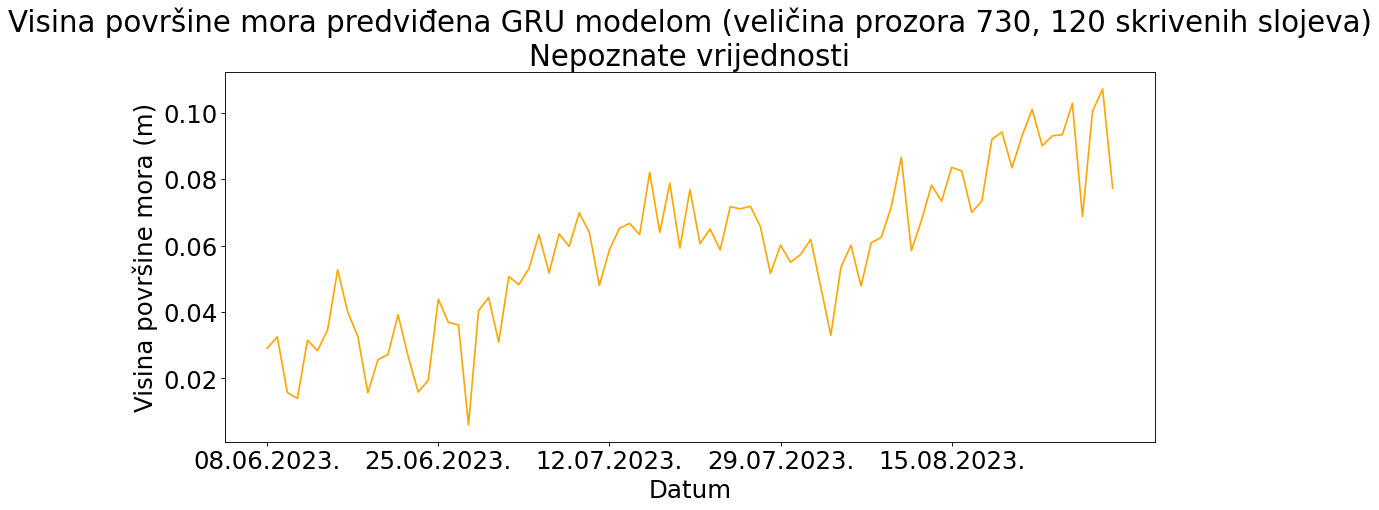 Visina površine mora predviđena GRU modelom (veličina prozora 730, 120 skrivenih slojeva)
Nepoznate vrijednosti
Visina površine mora (m)
0.10
0.08
0.06
0.04
0.02
08.06.2023. 25.06.2023. 12.07.2023. 29.07.2023. 15.08.2023.
Datum